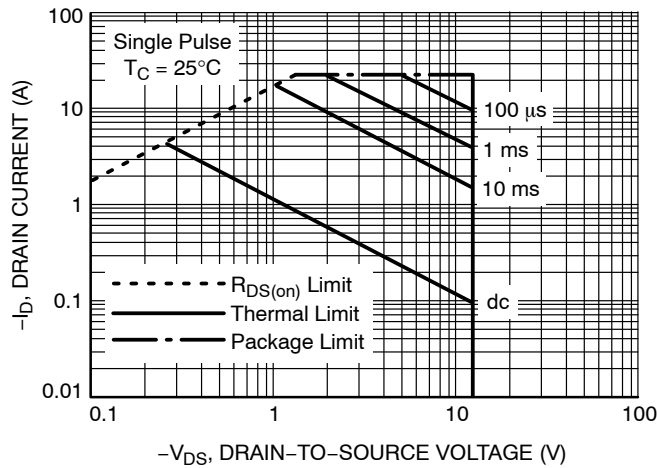 100
10
1
0.1
0.01
-I_D, DRAIN CURRENT (A)
Single Pulse
T_C = 25°C
100 μs
1 ms
10 ms
dc
R_DS(on) Limit
Thermal Limit
Package Limit
0.1
1
10
100
-V_DS, DRAIN-TO-SOURCE VOLTAGE (V)